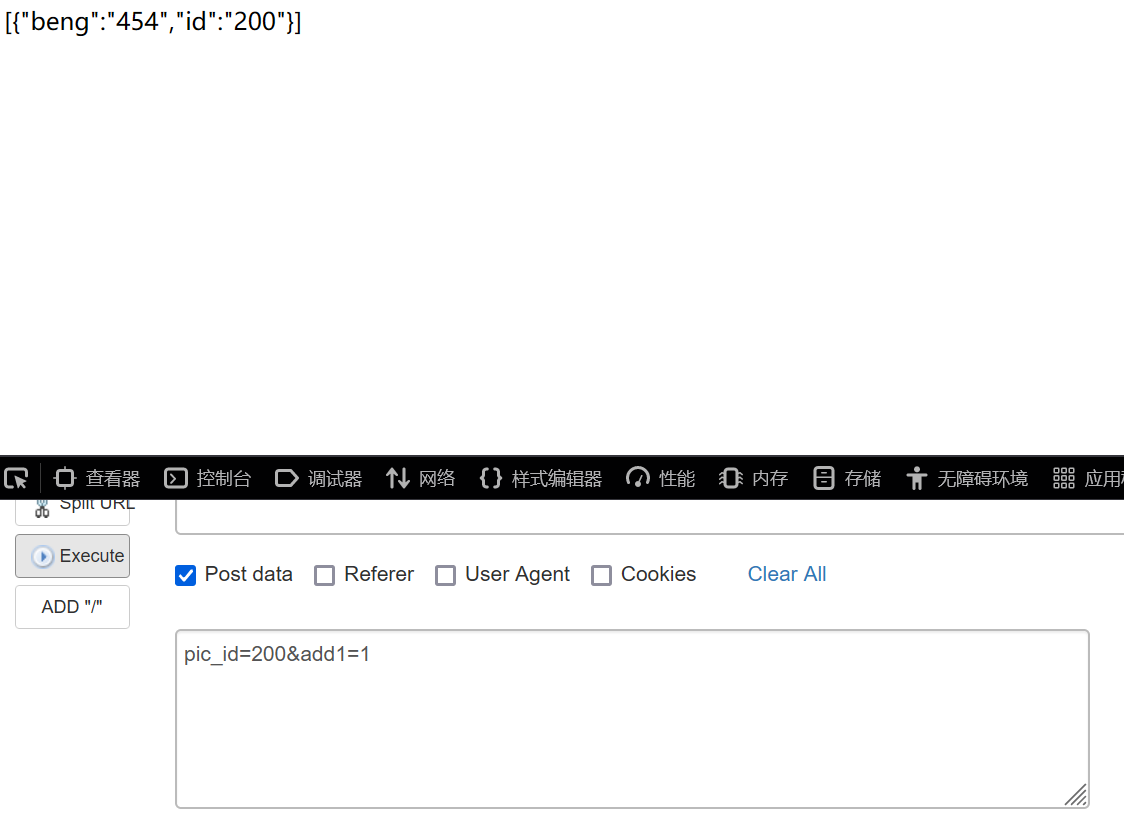 [{"beng":"454","id":"200"}]
查看器 控制台 调试器 网络 样式编辑器 性能 内存 存储 无障碍环境 应用
Split URL
Execute
Post data Referer User Agent Cookies Clear All
ADD "/"
pic_id=200&add1=1